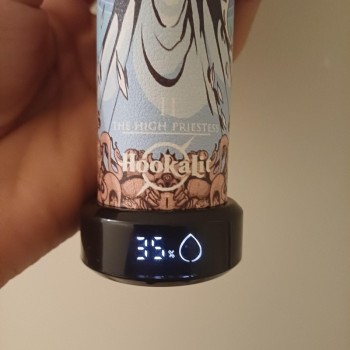 II
THE HIGH PRIESTESS
Hookalit
I
35%